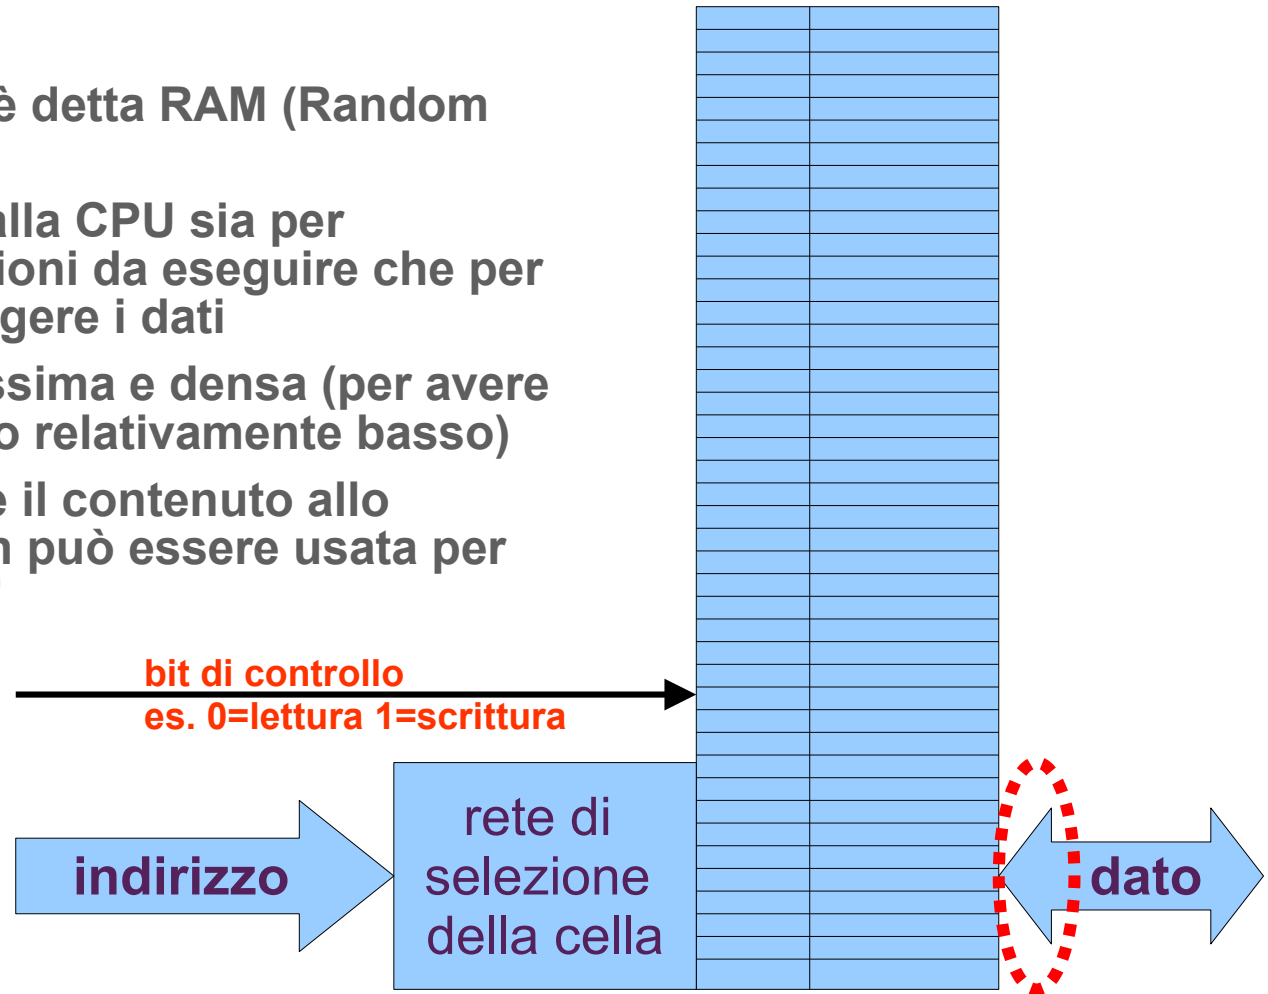 è detta RAM (Random
alla CPU sia per
ioni da eseguire che per
gere i dati
ssima e densa (per avere
o relativamente basso)
e il contenuto allo
n può essere usata per
bit di controllo
es. 0=lettura 1=scrittura
rete di
selezione
della cella
indirizzo
dato